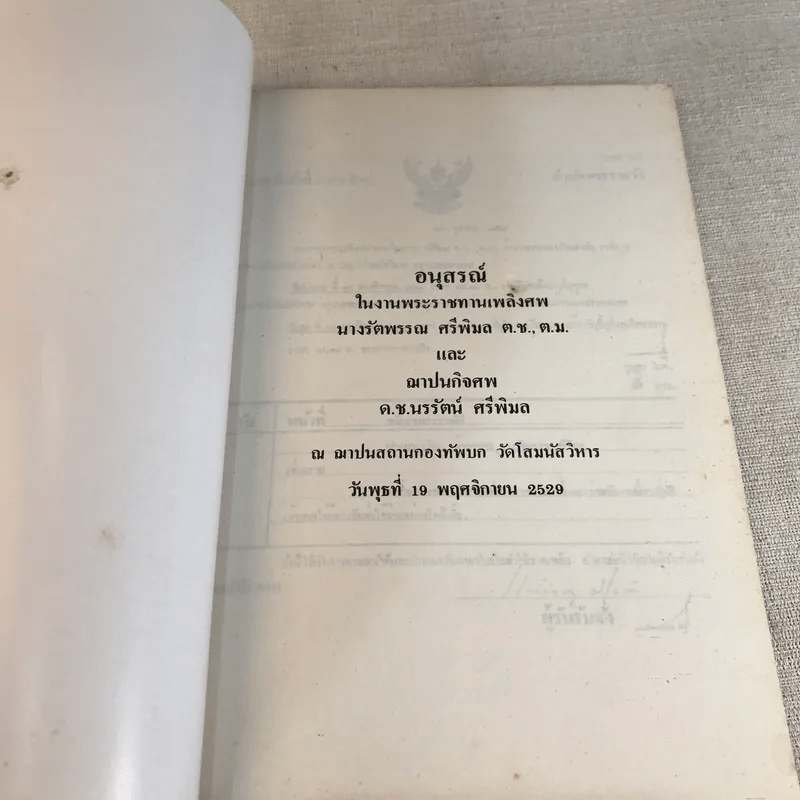 อนุสรณ์
ในงานพระราชทานเพลิงศพ
นางรัตพรรณ ศรีพิมล ต.ช., ต.ม.
และ
ฌาปนกิจศพ
ด.ช.นรรัตน์ ศรีพิมล
ณ ฌาปนสถานกองทัพบก วัดโสมนัสวิหาร
วันพุธที่ 19 พฤศจิกายน 2529